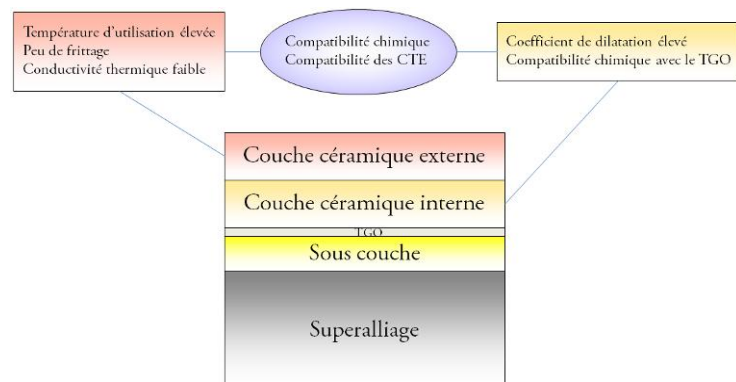 Température d'utilisation élevée
Peu de frittage
Conductivité thermique faible
Compatibilité chimique
Compatibilité des CTE
Coefficient de dilatation élevé
Compatibilité chimique avec le TGO
Couche céramique externe
Couche céramique interne
TGO
Sous couche
Superalliage